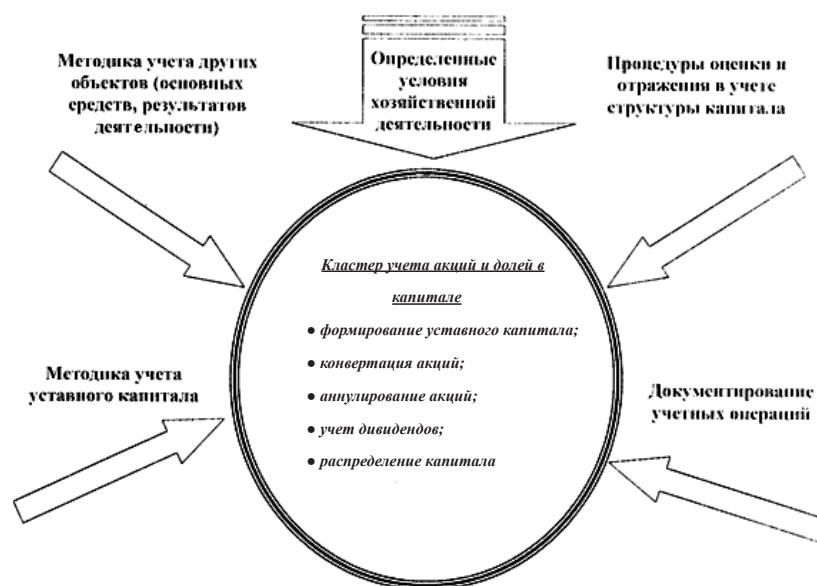 Методика учета других
объектов (основных
средств, результатов
деятельности)
Определенные
условия
хозяйственной
деятельности
Процедуры оценки и
отражения в учете
структуры капитала
Кластер учета акций и долей в
капитале
● формирование уставного капитала;
● конвертация акций;
● аннулирование акций;
● учет дивидендов;
● распределение капитала
Методика учета
уставного капитала
Документирование
учетных операций